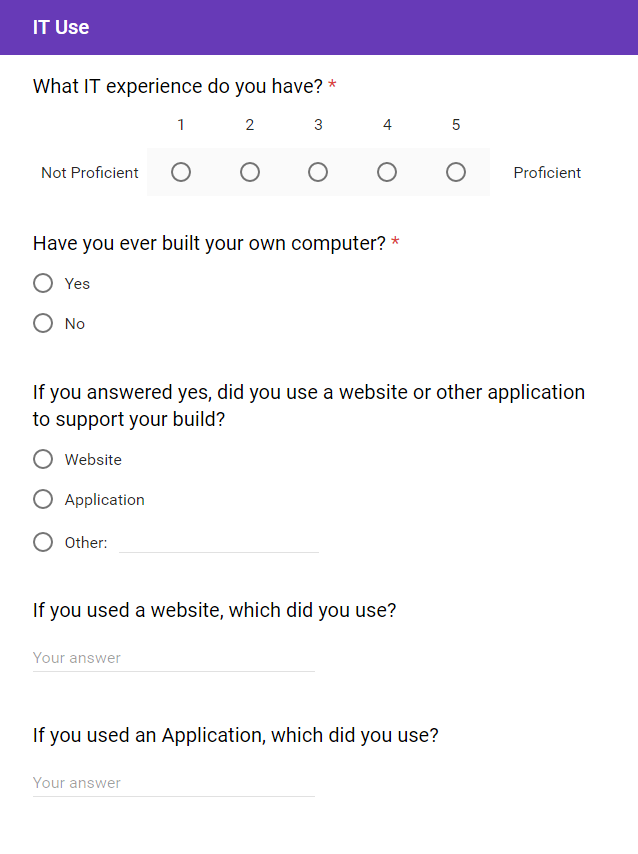 IT Use
What IT experience do you have? *
1 2 3 4 5
Not Proficient Proficient
Have you ever built your own computer? *
Yes
No
If you answered yes, did you use a website or other application
to support your build?
Website
Application
Other:
If you used a website, which did you use?
Your answer
If you used an Application, which did you use?
Your answer